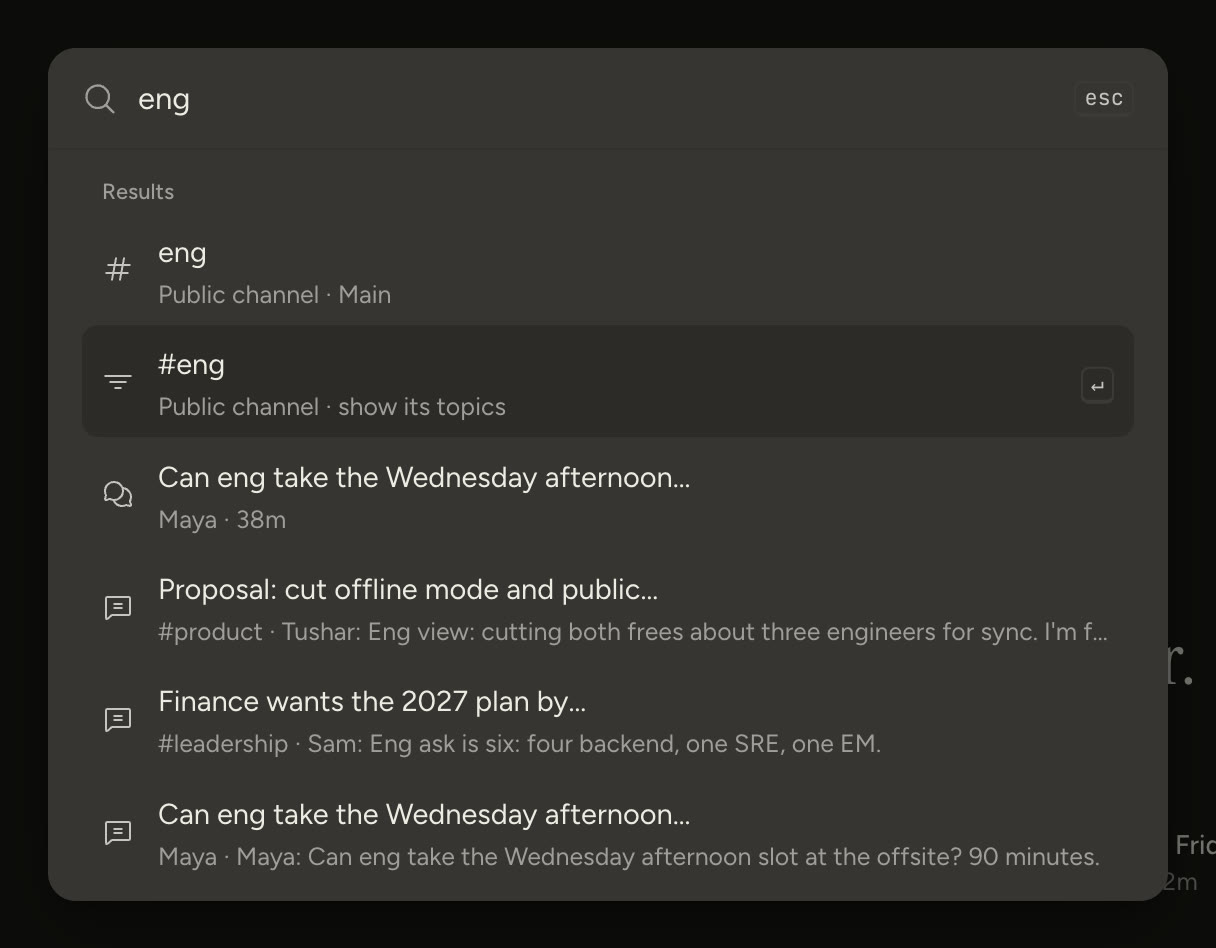 eng
esc
Results
eng
Public channel · Main
#eng
Public channel · show its topics
↵
Can eng take the Wednesday afternoon...
Maya · 38m
Proposal: cut offline mode and public...
#product · Tushar: Eng view: cutting both frees about three engineers for sync. I'm f...
Finance wants the 2027 plan by...
#leadership · Sam: Eng ask is six: four backend, one SRE, one EM.
Can eng take the Wednesday afternoon...
Maya · Maya: Can eng take the Wednesday afternoon slot at the offsite? 90 minutes.
r.
2m